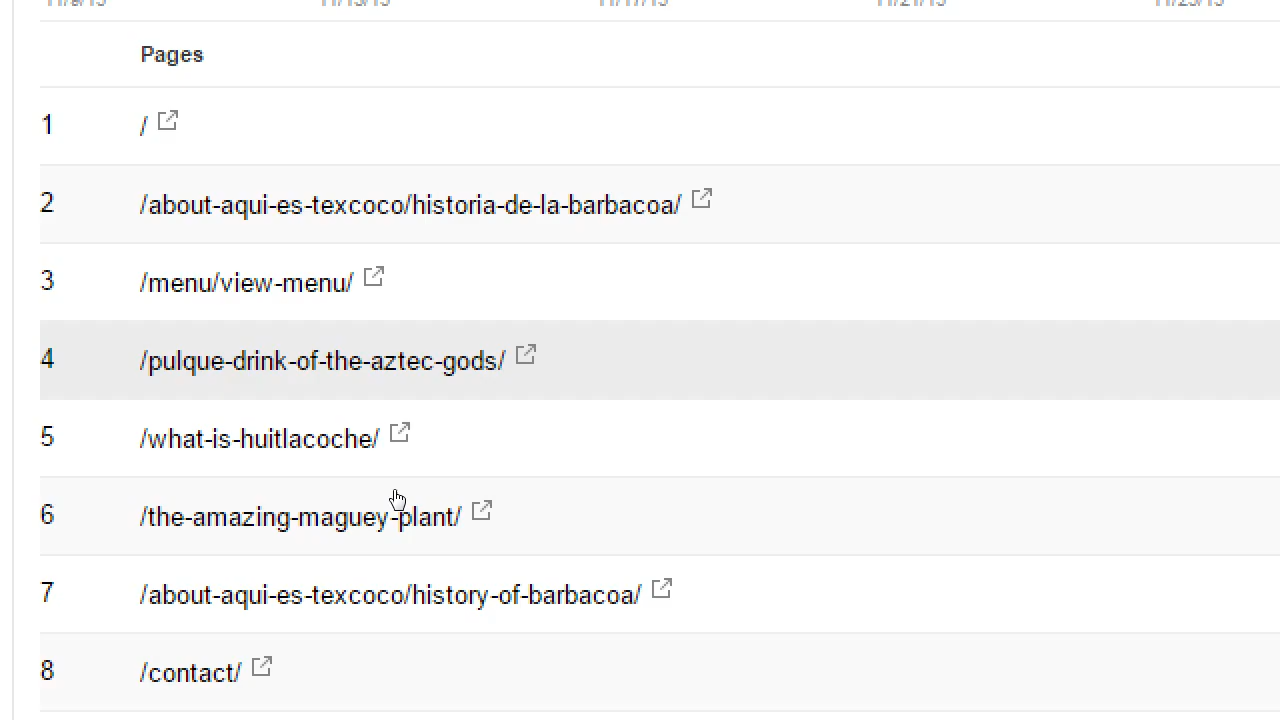 Pages
1 /
2 /about-aqui-es-texcoco/historia-de-la-barbacoa/
3 /menu/view-menu/
4 /pulque-drink-of-the-aztec-gods/
5 /what-is-huitlacoche/
6 /the-amazing-maguey-plant/
7 /about-aqui-es-texcoco/history-of-barbacoa/
8 /contact/